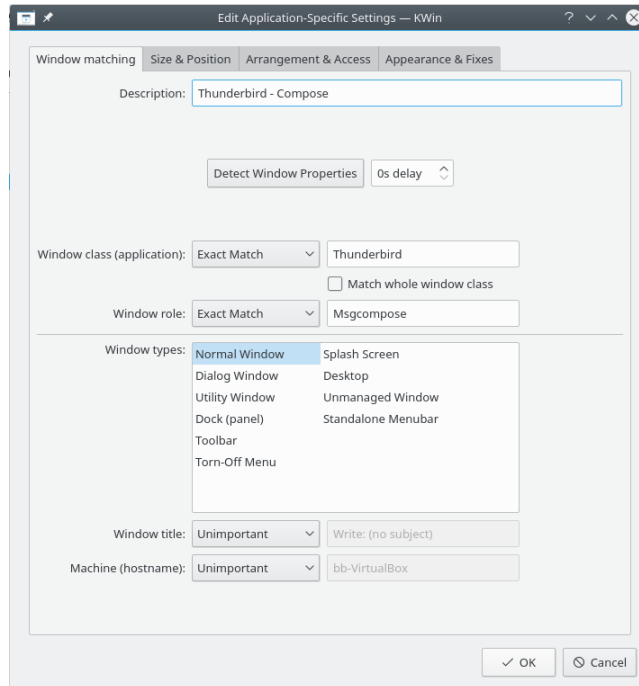 Edit Application-Specific Settings — KWin
Window matching Size & Position Arrangement & Access Appearance & Fixes
Description: Thunderbird - Compose
Detect Window Properties 0s delay
Window class (application): Exact Match Thunderbird
Match whole window class
Window role: Exact Match Msgcompose
Window types: Normal Window Splash Screen
Dialog Window Desktop
Utility Window Unmanaged Window
Dock (panel) Standalone Menubar
Toolbar
Torn-Off Menu
Window title: Unimportant Write: (no subject)
Machine (hostname): Unimportant bb-VirtualBox
OK Cancel